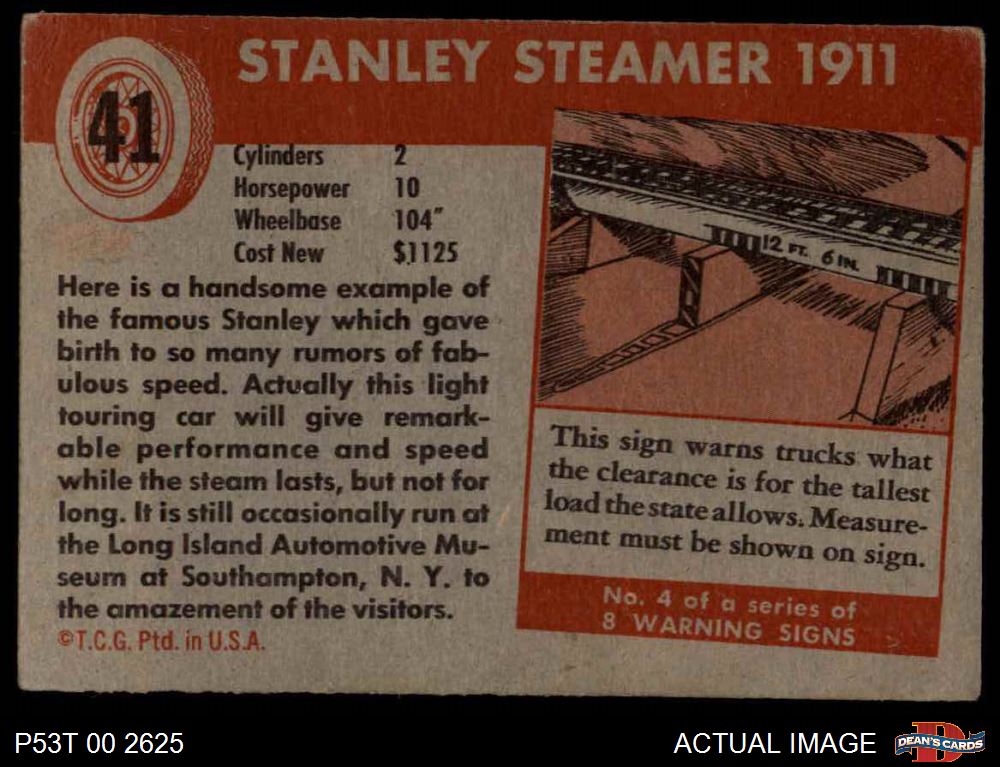 STANLEY STEAMER 1911
41
Cylinders 2
Horsepower 10
Wheelbase 104"
Cost New $1125
Here is a handsome example of
the famous Stanley which gave
birth to so many rumors of fab-
ulous speed. Actually this light
touring car will give remark-
able performance and speed
while the steam lasts, but not for
long. It is still occasionally run at
the Long Island Automotive Mu-
seum at Southampton, N. Y. to
the amazement of the visitors.
©T.C.G. Ptd. in U.S.A.
12 FT. 6 IN.
This sign warns trucks what
the clearance is for the tallest
load the state allows. Measure-
ment must be shown on sign.
No. 4 of a series of
8 WARNING SIGNS
P53T 00 2625
ACTUAL IMAGE
D
DEAN'S CARDS